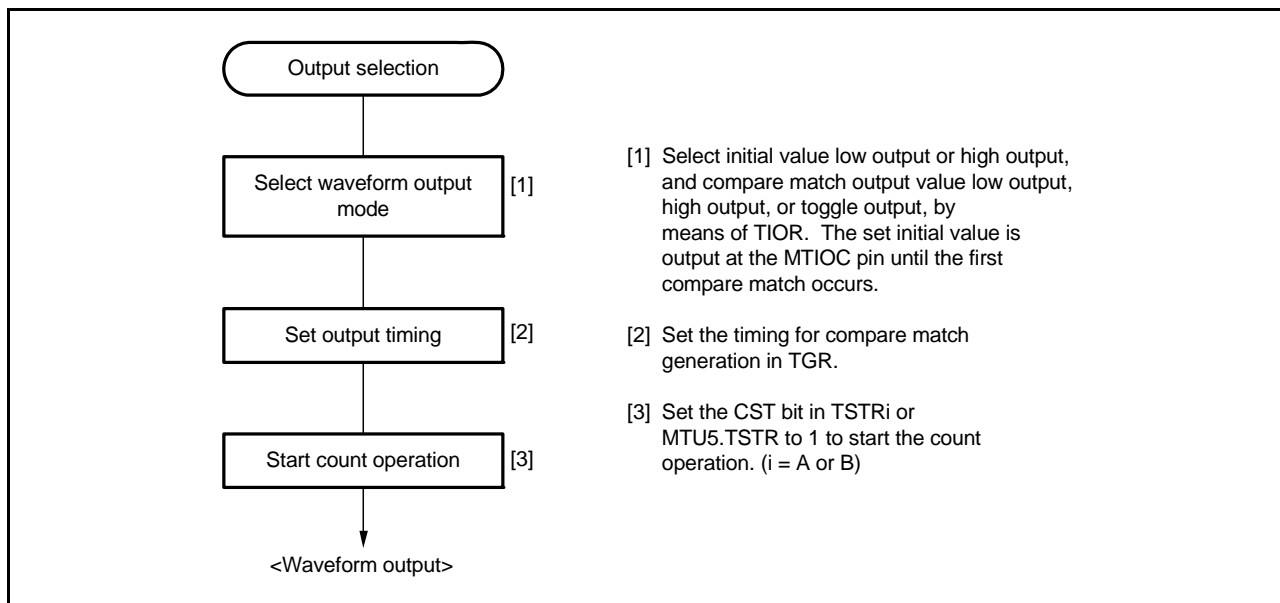 Output selection
Select waveform output
mode
[1]
Set output timing
[2]
Start count operation
[3]
<Waveform output>
[1] Select initial value low output or high output,
and compare match output value low output,
high output, or toggle output, by
means of TIOR. The set initial value is
output at the MTIOC pin until the first
compare match occurs.
[2] Set the timing for compare match
generation in TGR.
[3] Set the CST bit in TSTRi or
MTU5.TSTR to 1 to start the count
operation. (i = A or B)